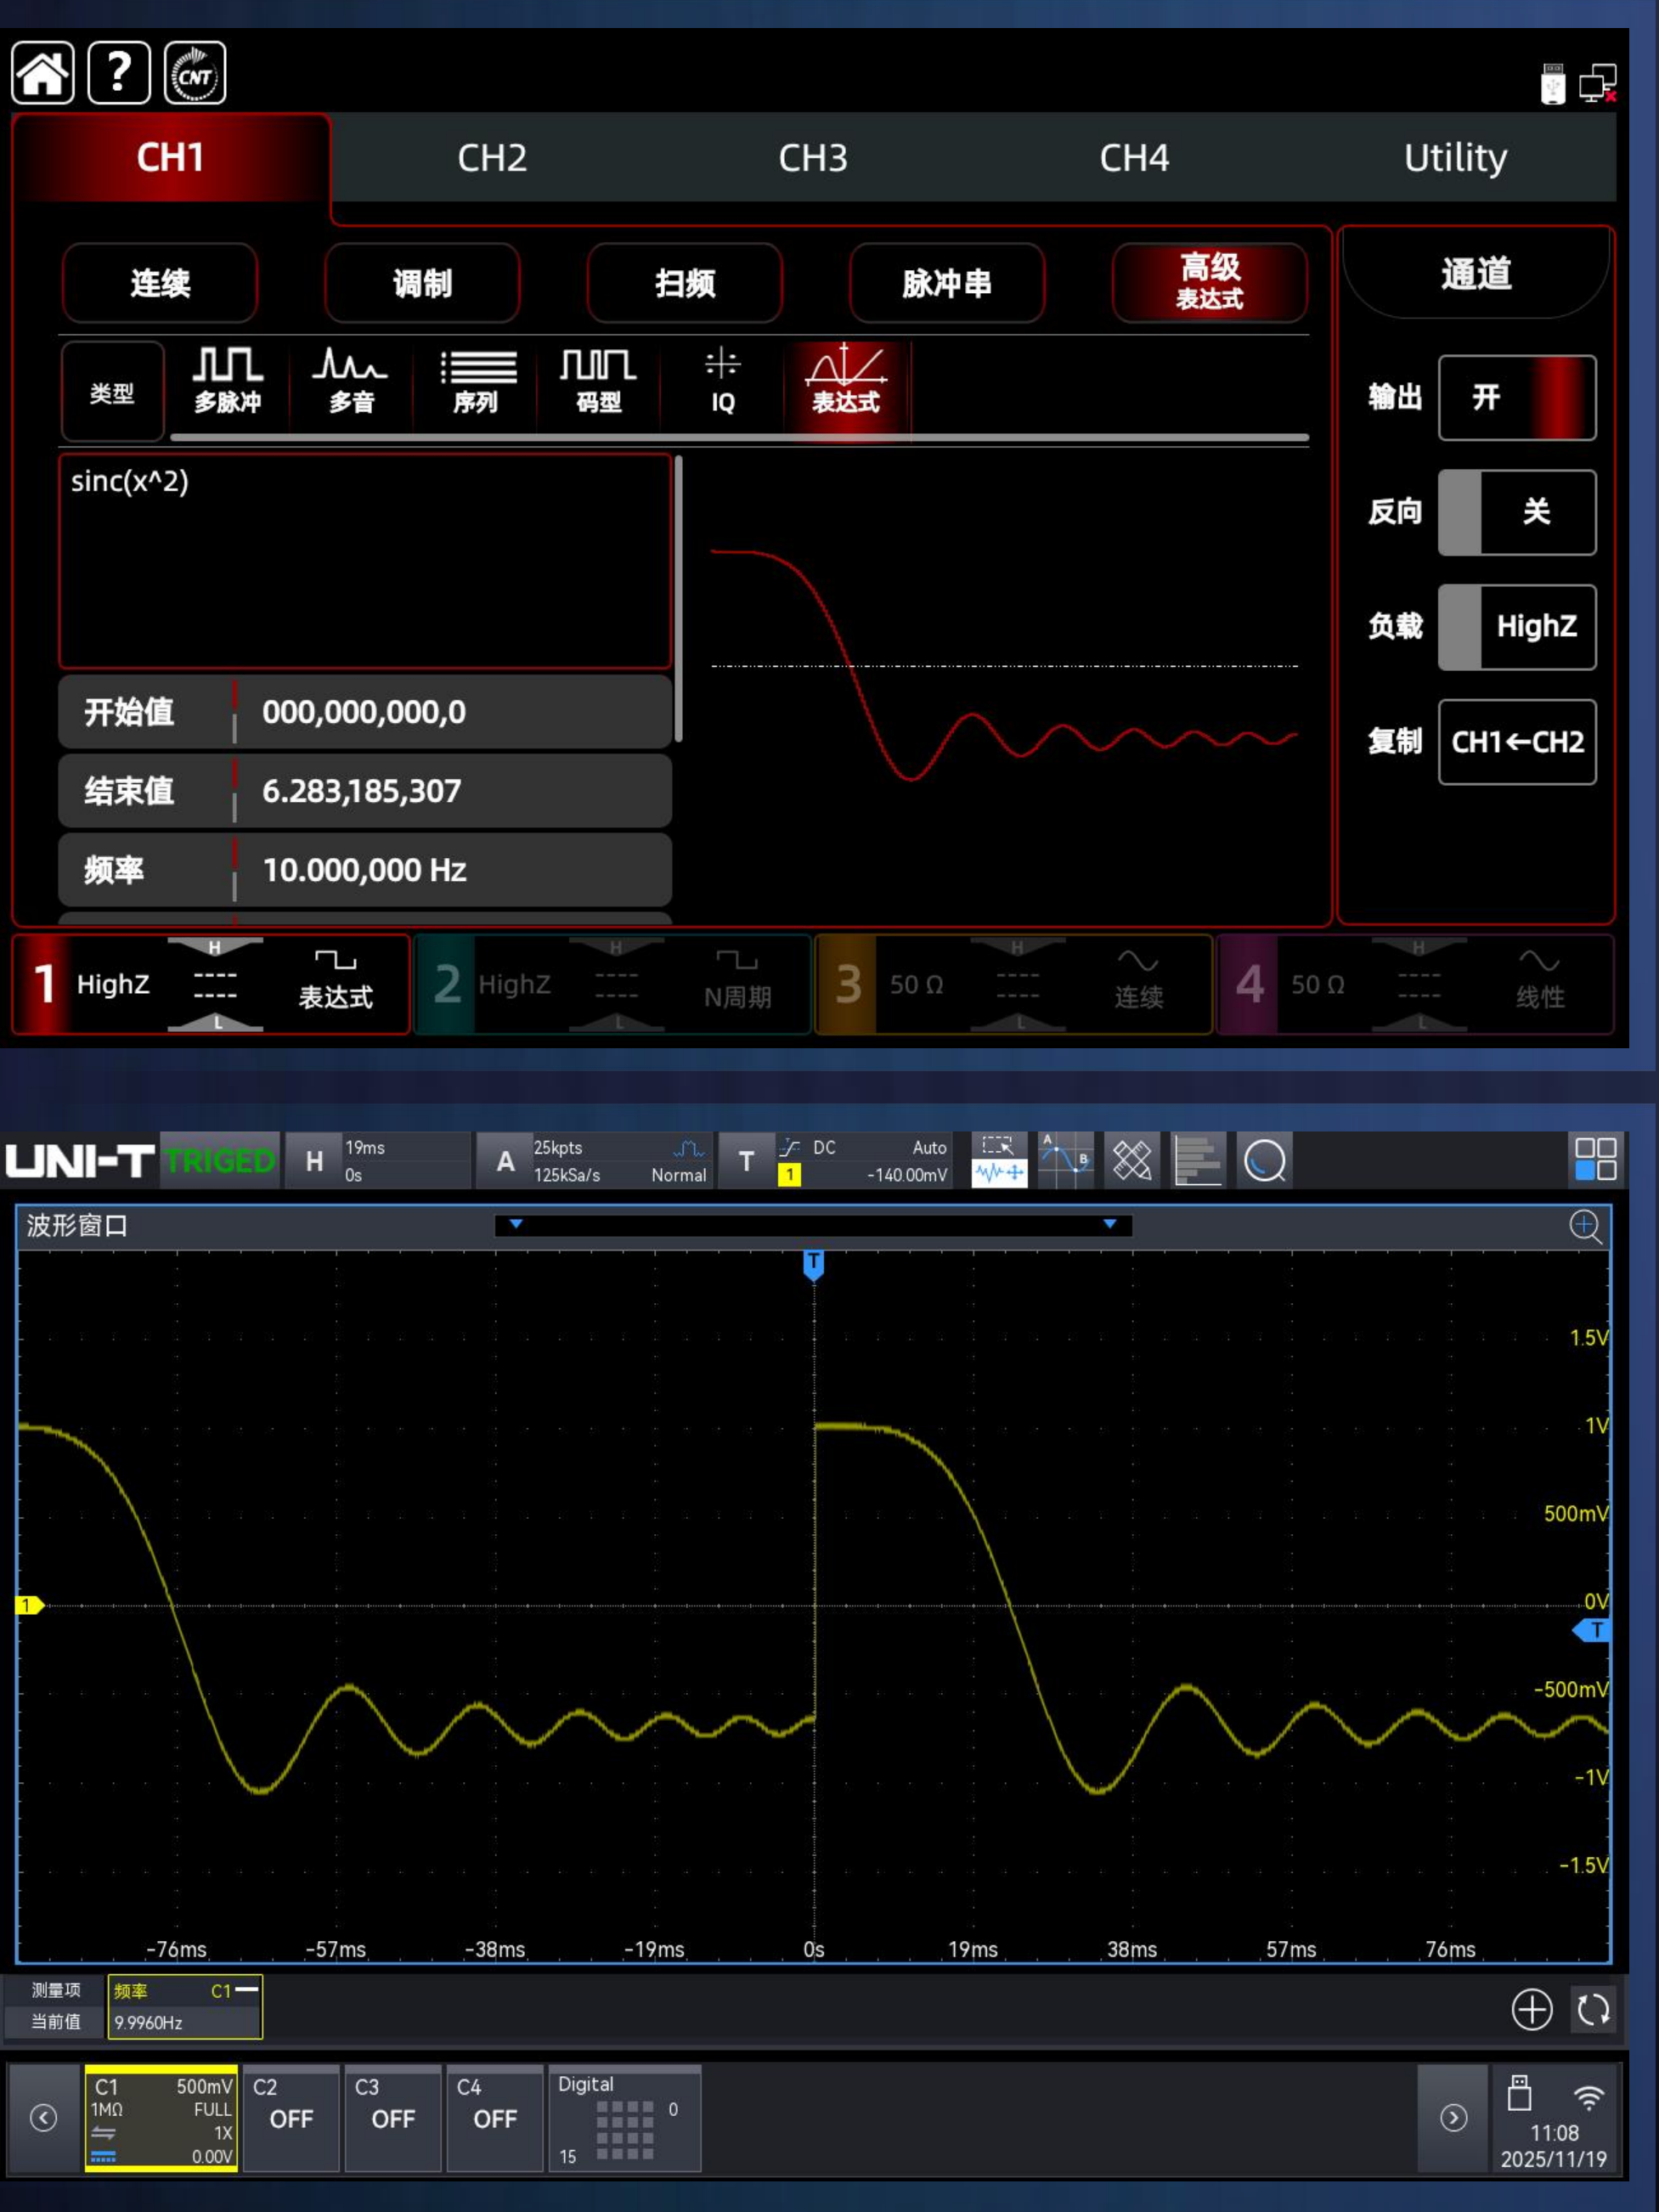 ?
CNT
CH1 CH2 CH3 CH4 Utility
连续 调制 扫频 脉冲串 高级
表达式
通道
类型 多脉冲 多音 序列 码型 IQ 表达式
输出 开
sinc(x^2)
反向 关
负载 HighZ
开始值 000,000,000,0
复制 CH1←CH2
结束值 6.283,185,307
频率 10.000,000 Hz
1 HighZ H ---- ---- L 表达式
2 HighZ H ---- ---- L N周期
3 50 Ω H ---- ---- L 连续
4 50 Ω H ---- ---- L 线性
UNI-T TRIGED H 19ms 0s A 25kpts 125kSa/s Normal T 1 DC Auto -140.00mV A B
波形窗口
T
1.5V
1V
500mV
1 0V
T
-500mV
-1V
-1.5V
-76ms -57ms -38ms -19ms 0s 19ms 38ms 57ms 76ms
测量项 频率 C1
当前值 9.9960Hz
C1 500mV C2 C3 C4 Digital
1MΩ FULL OFF OFF OFF 0
1X
0.00V 15
11:08
2025/11/19